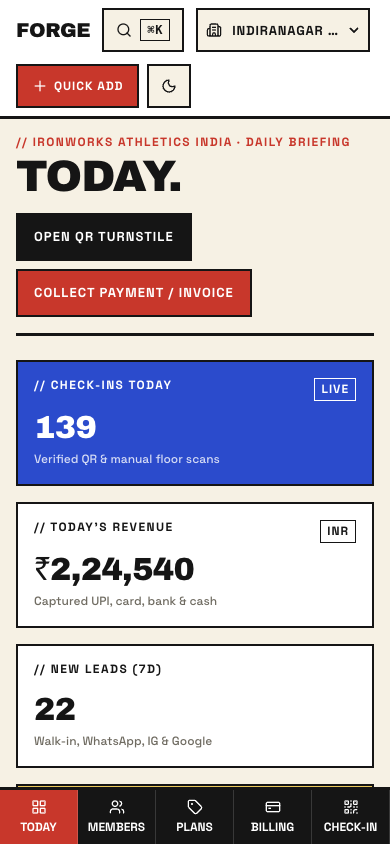 FORGE
⌘K
INDIRANAGAR ...
QUICK ADD
// IRONWORKS ATHLETICS INDIA · DAILY BRIEFING
TODAY.
OPEN QR TURNSTILE
COLLECT PAYMENT / INVOICE
// CHECK-INS TODAY
LIVE
139
Verified QR & manual floor scans
// TODAY'S REVENUE
INR
₹2,24,540
Captured UPI, card, bank & cash
// NEW LEADS (7D)
22
Walk-in, WhatsApp, IG & Google
TODAY
MEMBERS
PLANS
BILLING
CHECK-IN